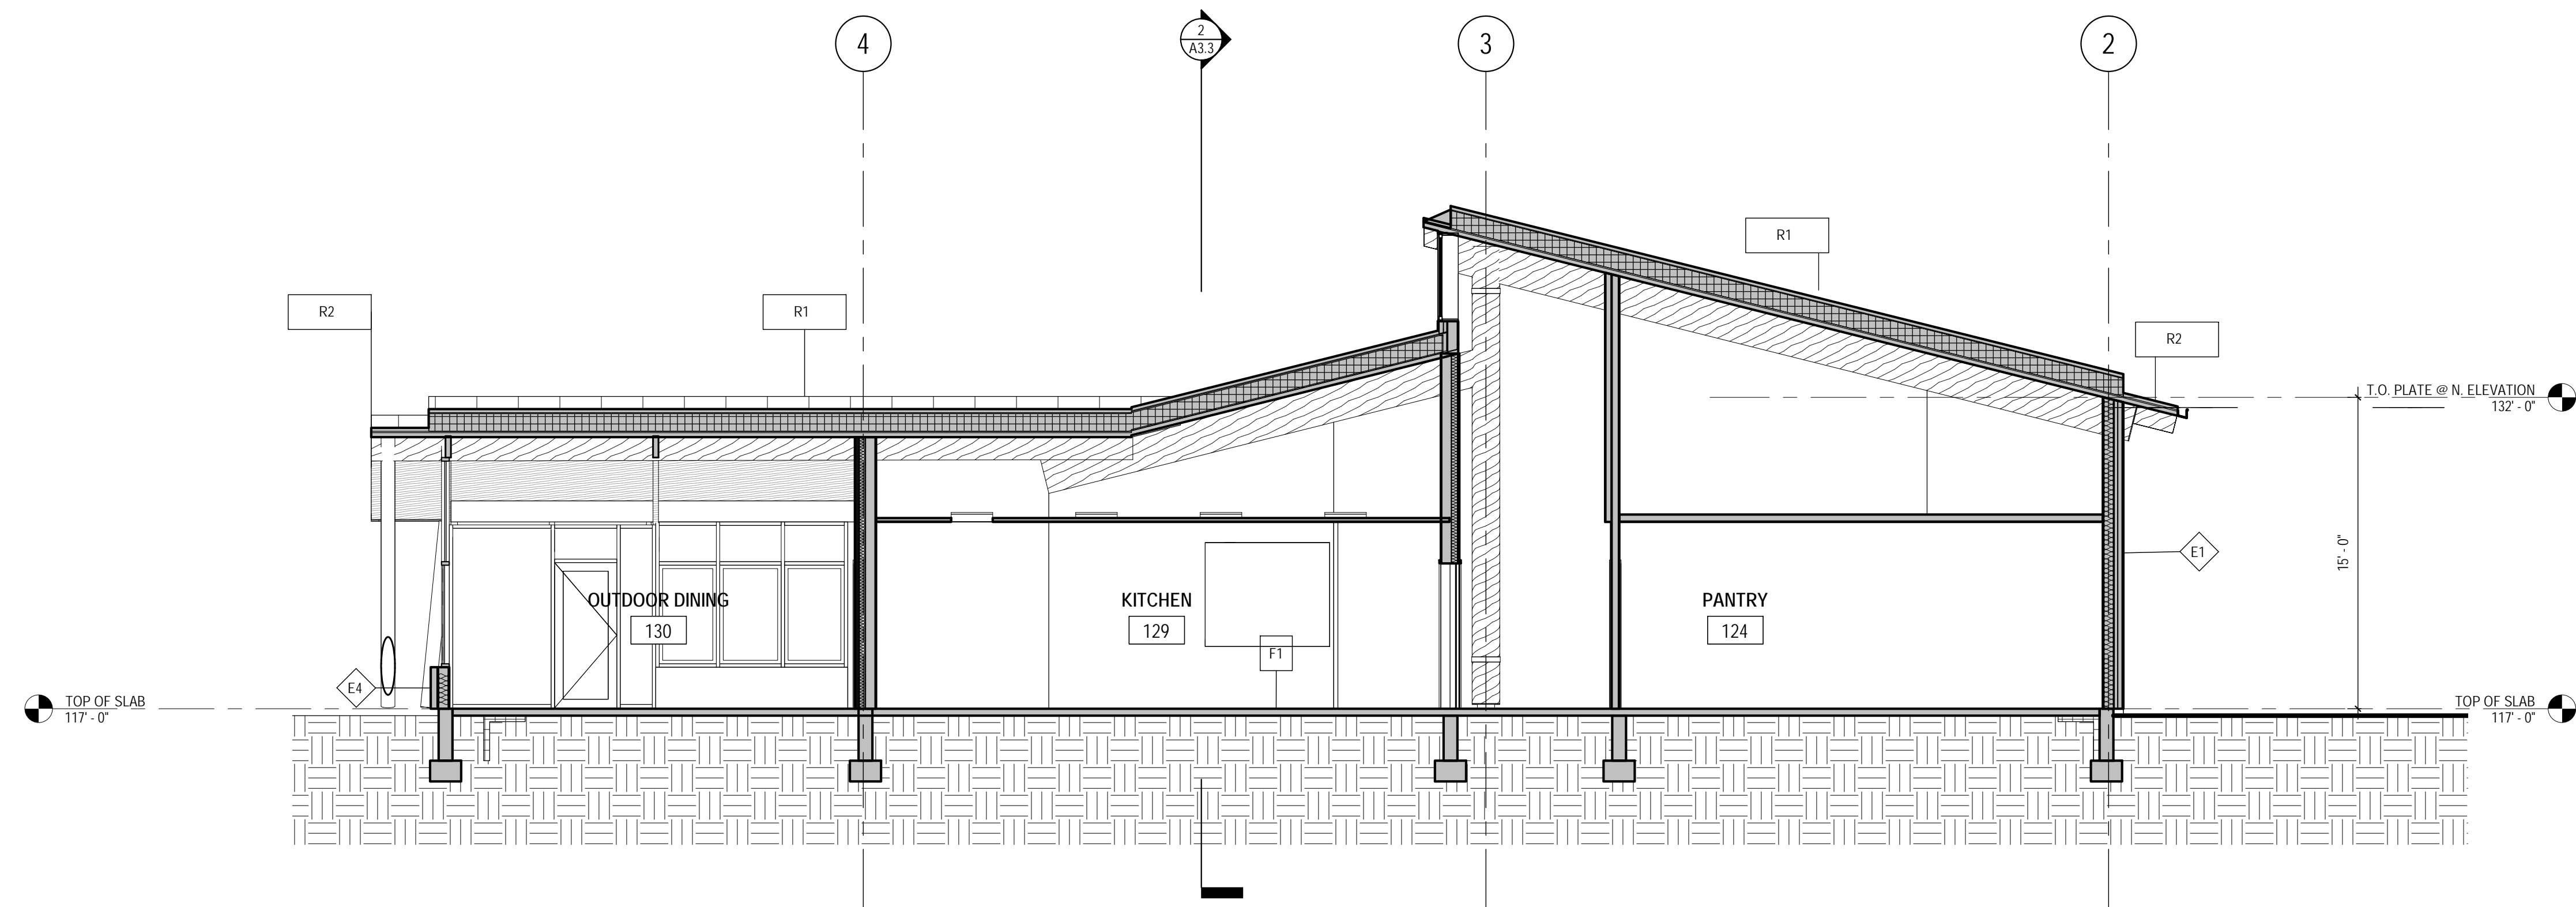 4
2
A3.3
3
2
R1
R2
R1
R2
T.O. PLATE @ N. ELEVATION
132' - 0"
15' - 0"
E1
OUTDOOR DINING
130
KITCHEN
129
PANTRY
124
F1
E4
TOP OF SLAB
117' - 0"
TOP OF SLAB
117' - 0"